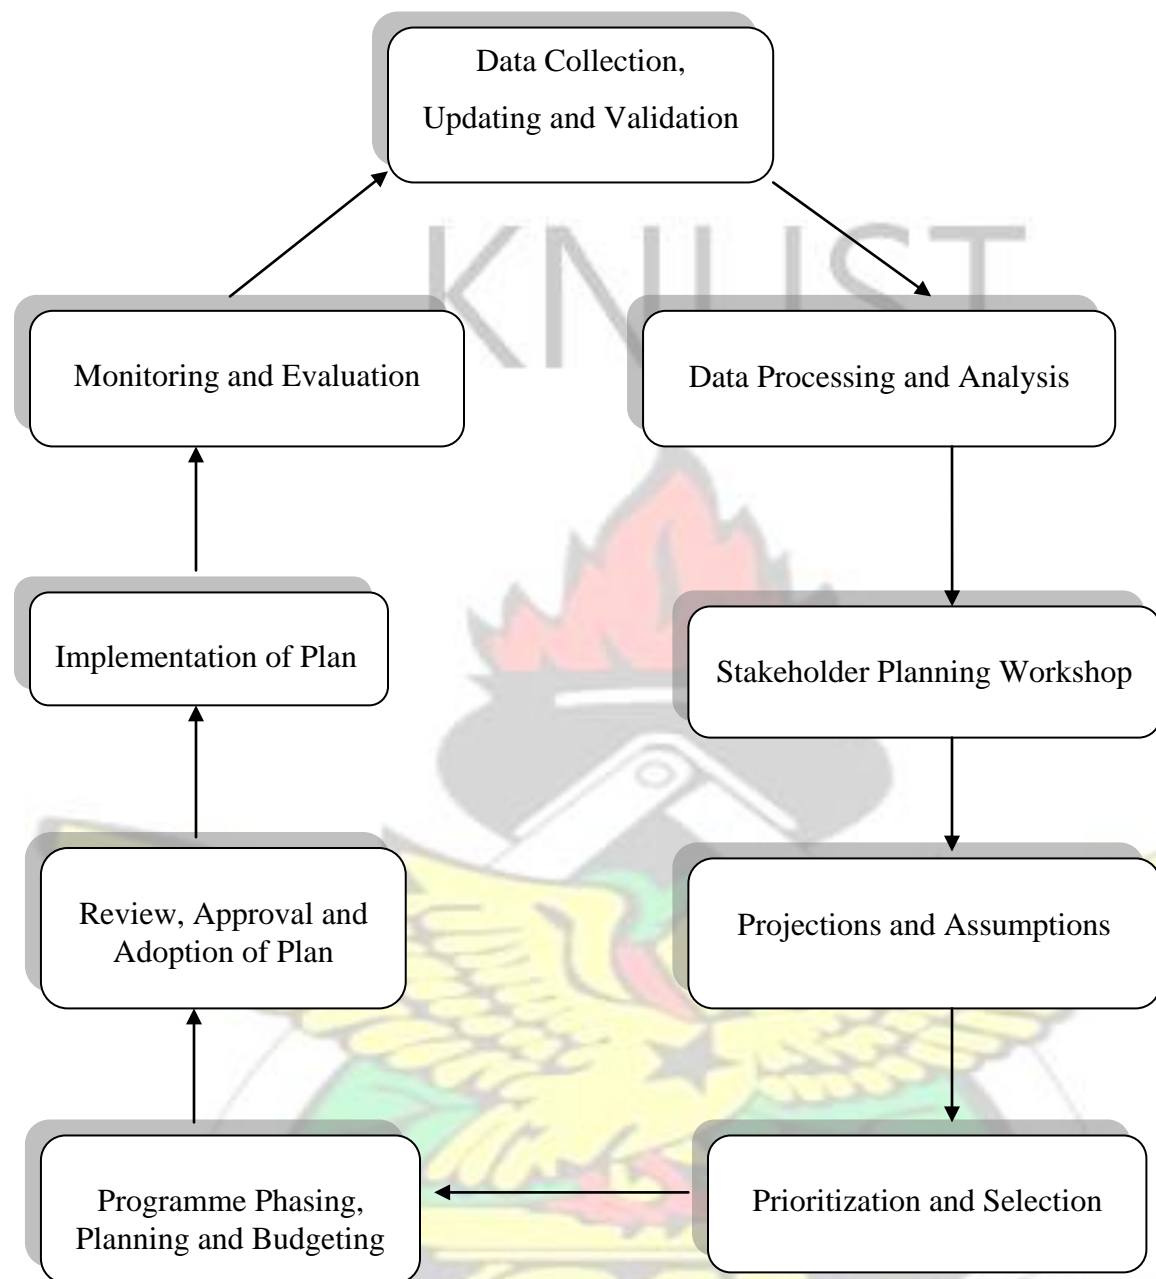 Data Collection,
Updating and Validation
KNUST
Monitoring and Evaluation
Data Processing and Analysis
Implementation of Plan
Stakeholder Planning Workshop
Review, Approval and
Adoption of Plan
Projections and Assumptions
Programme Phasing,
Planning and Budgeting
Prioritization and Selection